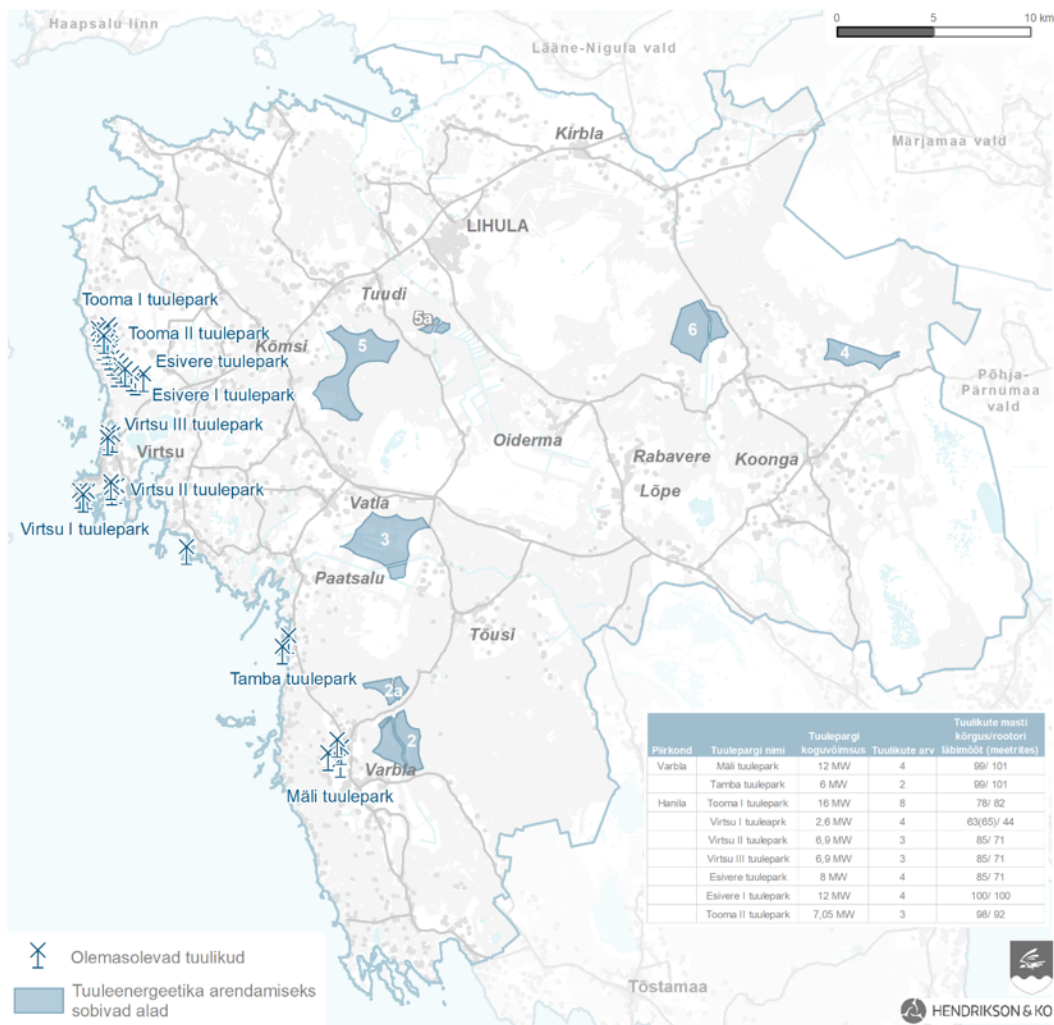 Haapsalu linn
0 5 10 km
Lääne-Nigula vald
Kirbla
Märjamaa vald
LIHULA
Tuudi
Tooma I tuulepark
5a
Tooma II tuulepark
6
Kõmsi
5
4
Esivere tuulepark
Põhja-
Pärnumaa
vald
Esivere I tuulepark
Virtsu III tuulepark
Oiderma
Virtsu
Rabavere
Koonga
Virtsu II tuulepark
Lõpe
Vatla
Virtsu I tuulepark
3
Paatsalu
Tõusi
Tamba tuulepark
2a
2
Varbla
Mäli tuulepark
Piirkond Tuulepargi nimi Tuulepargi koguvõimsus Tuulikute arv Tuulikute masti kõrgus/rootori läbimõõt (meetrites)
Varbla Mäli tuulepark 12 MW 4 99/ 101
Tamba tuulepark 6 MW 2 99/ 101
Hanila Tooma I tuulepark 16 MW 8 78/ 82
Virtsu I tuuleaprk 2,6 MW 4 63(65)/ 44
Virtsu II tuulepark 6,9 MW 3 85/ 71
Virtsu III tuulepark 6,9 MW 3 85/ 71
Esivere tuulepark 8 MW 4 85/ 71
Esivere I tuulepark 12 MW 4 100/ 100
Tooma II tuulepark 7,05 MW 3 98/ 92
Olemasolevad tuulikud
Tuuleenergeetika arendamiseks
sobivad alad
Tõstamaa
HENDRIKSON & KO